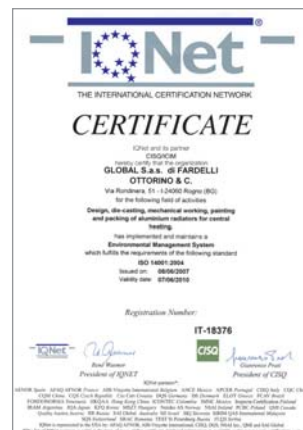 IQNet ®
THE INTERNATIONAL CERTIFICATION NETWORK
CERTIFICATE
IQNet and its partner
CISQ/ICIM
hereby certify that the organization
GLOBAL S.a.s. di FARDELLI
OTTORINO & C.
Via Rondinera, 51 - I-24060 Rogno (BG)
for the following field of activities
Design, die-casting, mechanical working, painting
and packing of aluminium radiators for central
heating.
has implemented and maintains a
Environmental Management System
which fulfills the requirements of the following standard
ISO 14001:2004
Issued on: 08/06/2007
Validity date: 07/06/2010
Registration Number:
IT-18376
IQNet
CISQ
President of IQNET
Gianrenzo Prati
President of CISQ